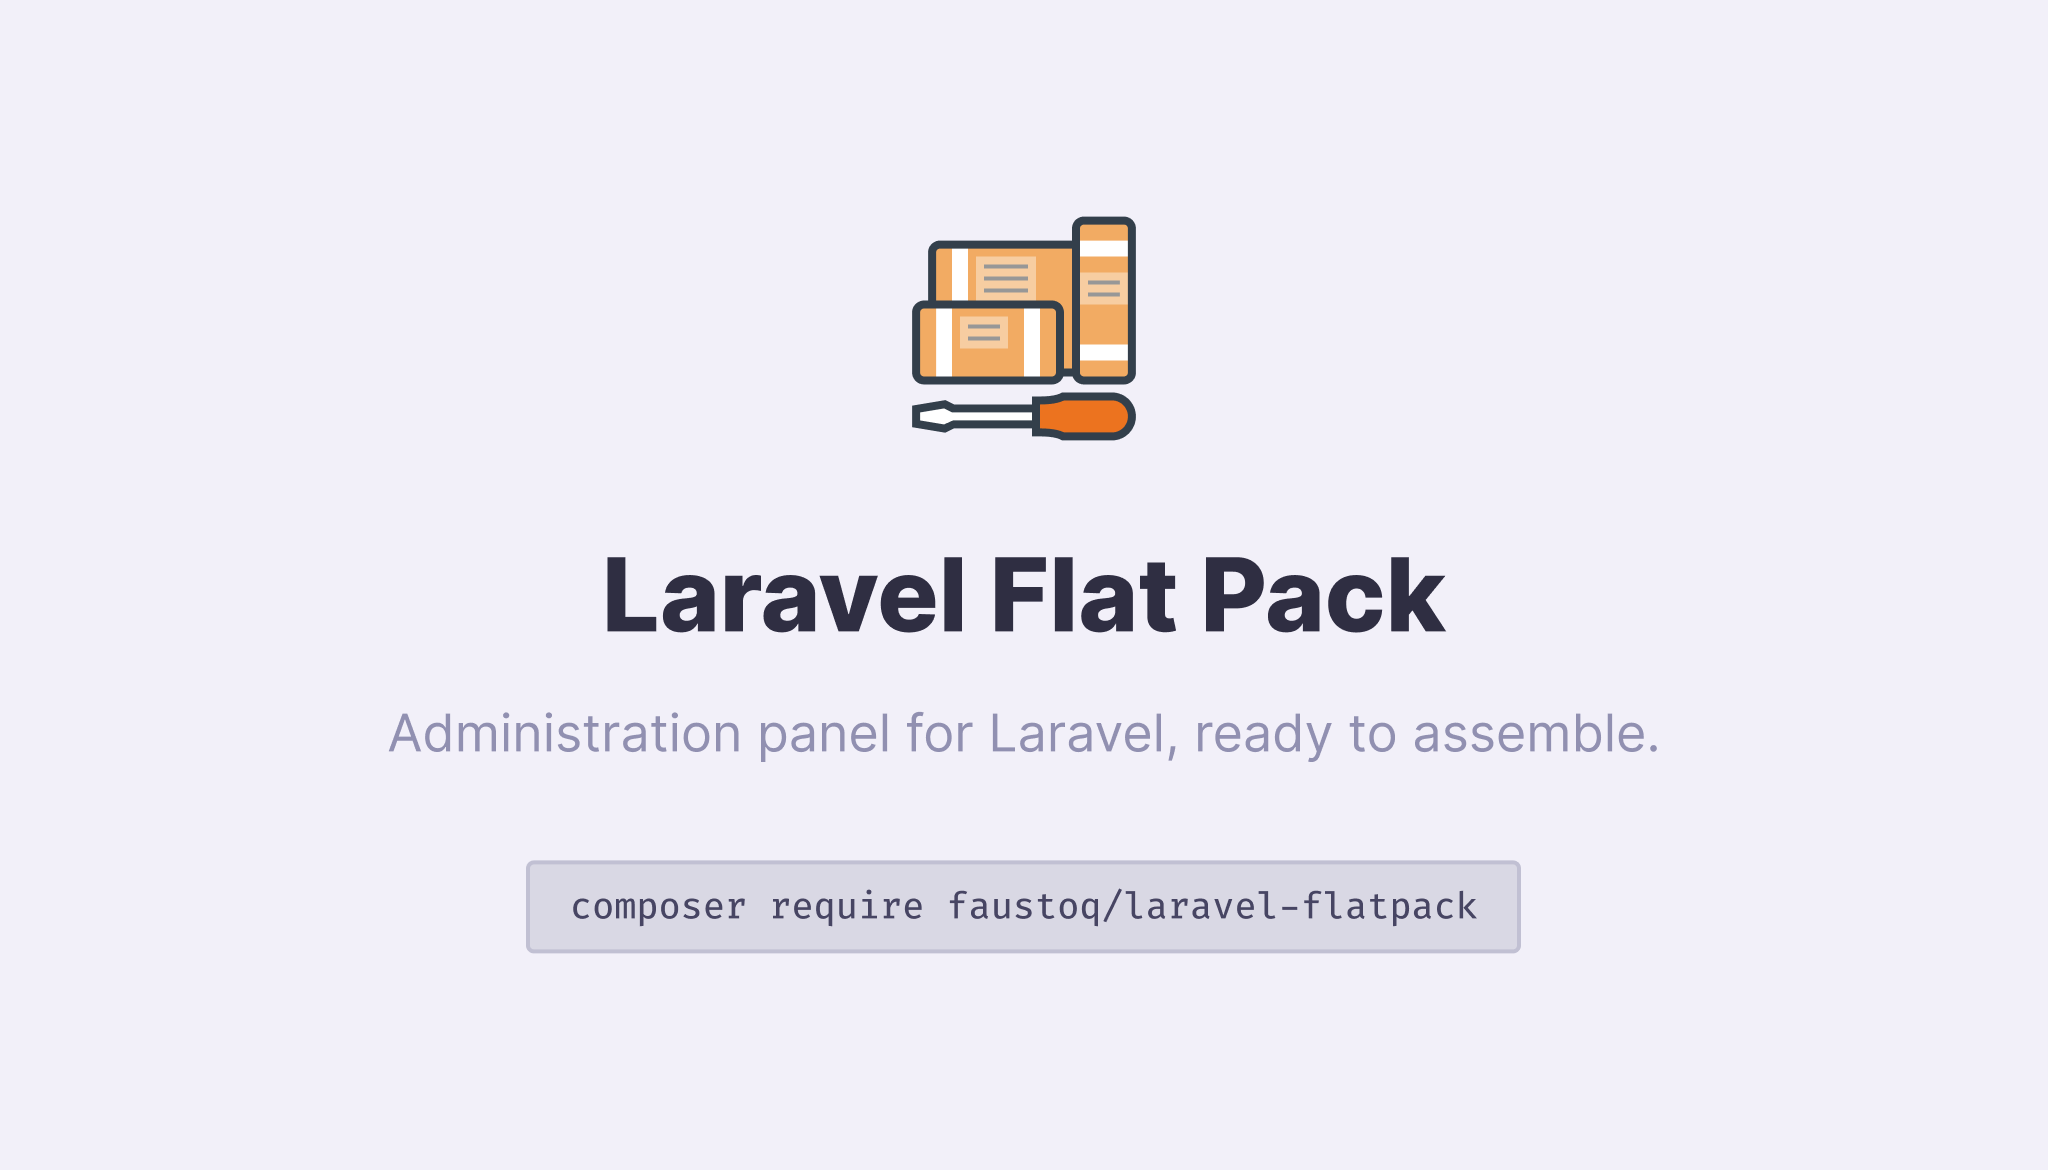 Laravel Flat Pack
Administration panel for Laravel, ready to assemble.
composer require faustoq/laravel-flatpack